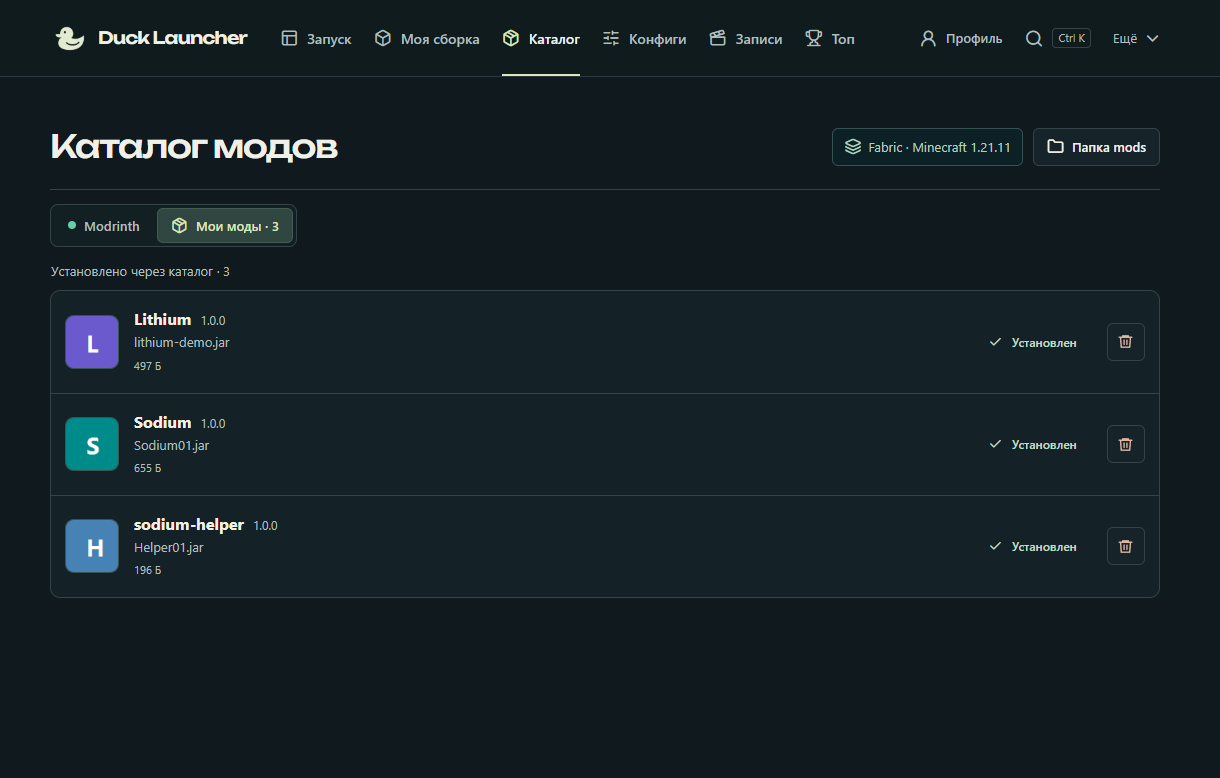 Duck Launcher Запуск Моя сборка Каталог Конфиги Записи Топ Профиль Ctrl K Ещё
Каталог модов
Fabric · Minecraft 1.21.11 Папка mods
Modrinth Мои моды · 3
Установлено через каталог · 3
L
Lithium 1.0.0
lithium-demo.jar
497 Б
Установлен
S
Sodium 1.0.0
Sodium01.jar
655 Б
Установлен
H
sodium-helper 1.0.0
Helper01.jar
196 Б
Установлен